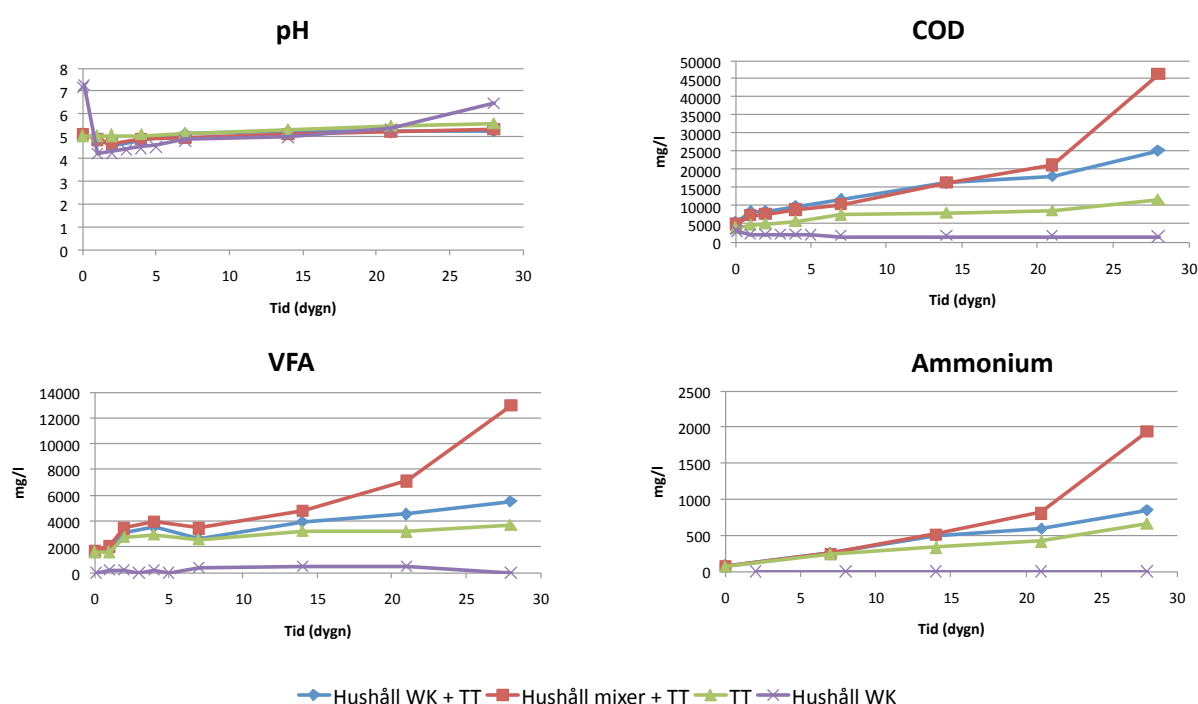 pH
8
7
6
5
4
3
2
1
0
0 5 10 15 20 25 30
Tid (dygn)
COD
mg/l
50000
45000
40000
35000
30000
25000
20000
15000
10000
5000
0
0 5 10 15 20 25 30
Tid (dygn)
VFA
mg/l
14000
12000
10000
8000
6000
4000
2000
0
0 5 10 15 20 25 30
Tid (dygn)
Ammonium
mg/l
2500
2000
1500
1000
500
0
0 5 10 15 20 25 30
Tid (dygn)
Hushåll WK + TT Hushåll mixer + TT TT Hushåll WK